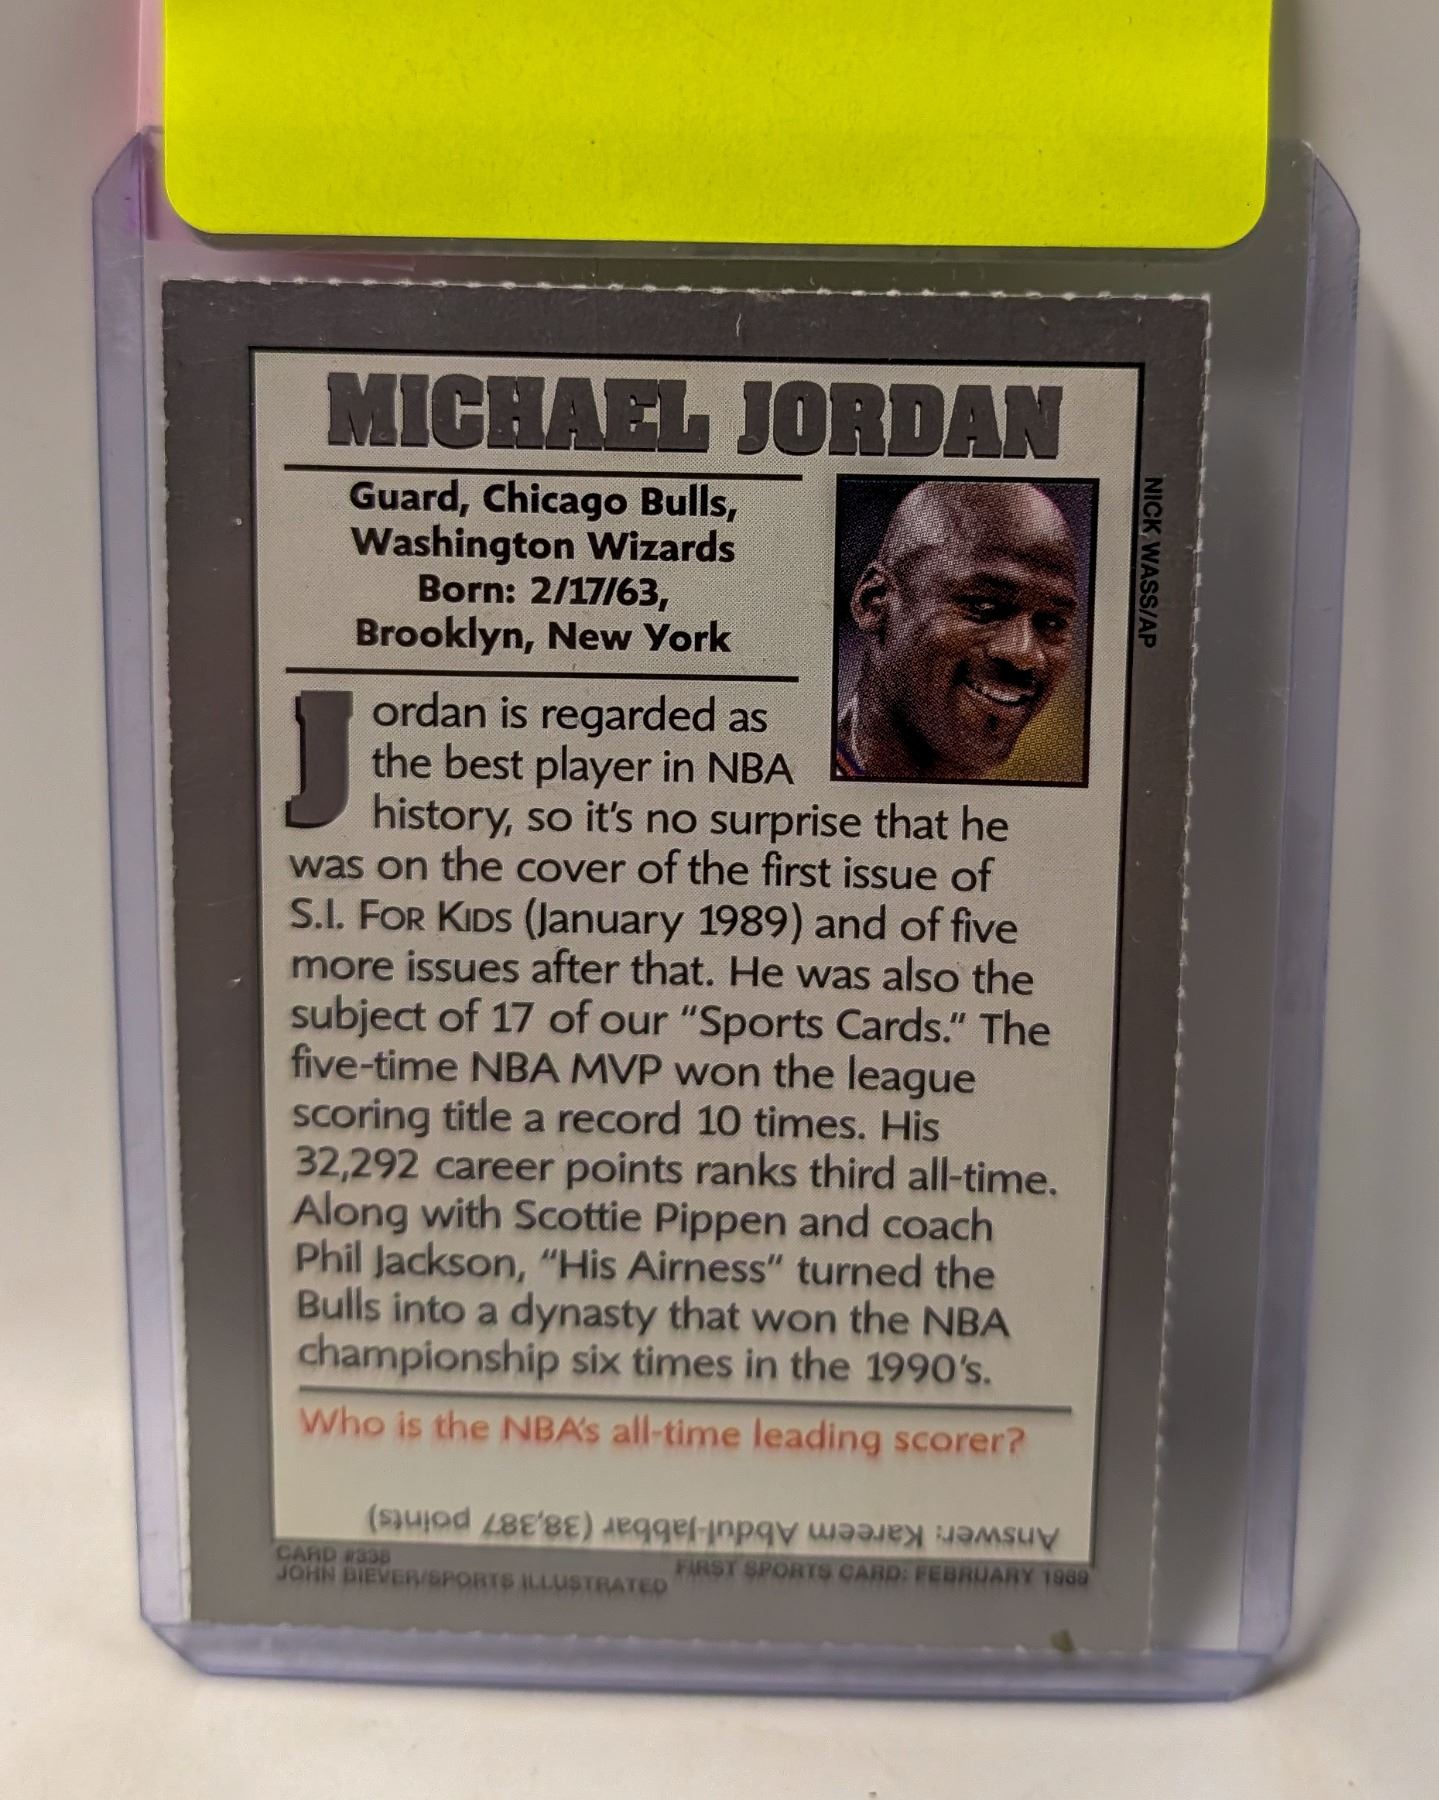 MICHAEL JORDAN
Guard, Chicago Bulls,
Washington Wizards
Born: 2/17/63,
Brooklyn, New York
NICK WASS/AP
Jordan is regarded as
the best player in NBA
history, so it's no surprise that he
was on the cover of the first issue of
S.I. FOR KIDS (January 1989) and of five
more issues after that. He was also the
subject of 17 of our "Sports Cards." The
five-time NBA MVP won the league
scoring title a record 10 times. His
32,292 career points ranks third all-time.
Along with Scottie Pippen and coach
Phil Jackson, "His Airness" turned the
Bulls into a dynasty that won the NBA
championship six times in the 1990's.
Who is the NBA's all-time leading scorer?
Answer: Kareem Abdul-Jabbar (38,387 points)
CARD #338
JOHN BIEVER/SPORTS ILLUSTRATED
FIRST SPORTS CARD: FEBRUARY 1989